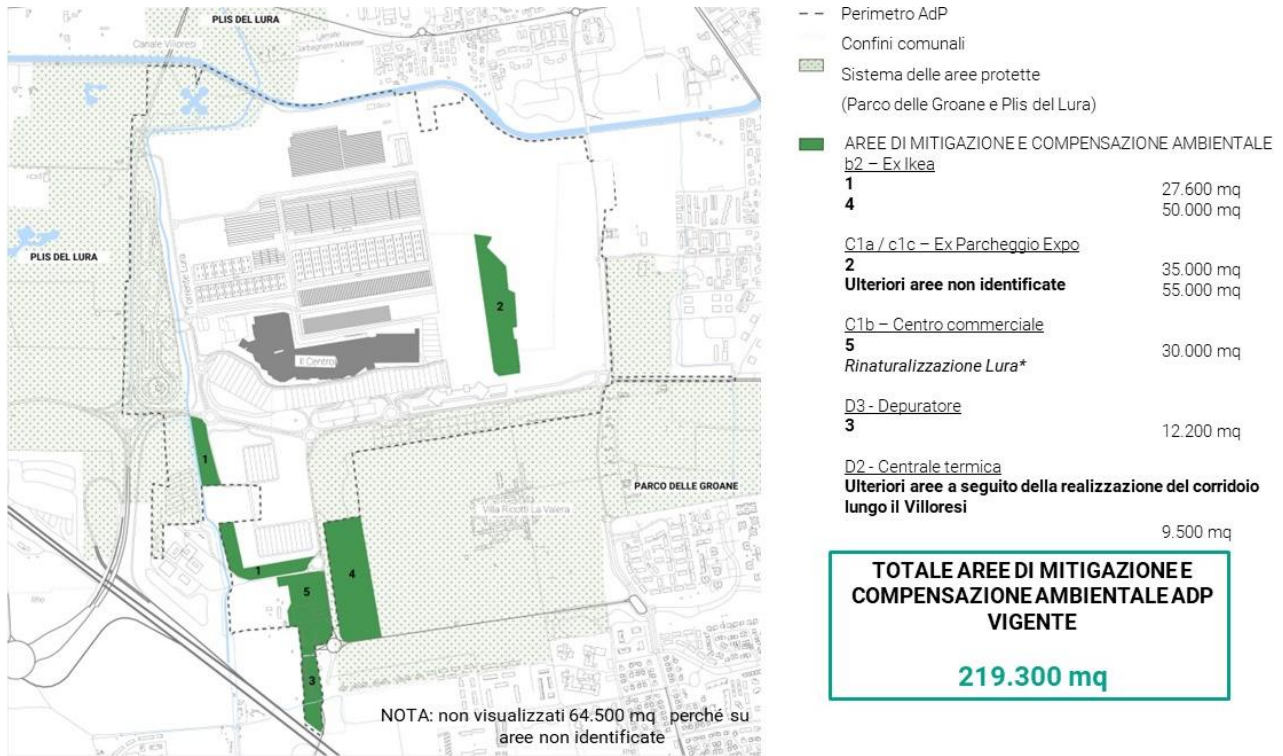 PLIS DEL LURA
Canale Villoresi
Garbagnate Milanese
PLIS DEL LURA
Torrente Lura
2
Il Centro
1
PARCO DELLE GROANE
Villa Ricotti La Valera
1
4
5
3
Rho
NOTA: non visualizzati 64.500 mq perché su
aree non identificate
Perimetro AdP
Confini comunali
Sistema delle aree protette
(Parco delle Groane e Plis del Lura)
AREE DI MITIGAZIONE E COMPENSAZIONE AMBIENTALE
b2 – Ex Ikea
1 27.600 mq
4 50.000 mq
C1a / c1c – Ex Parcheggio Expo
2 35.000 mq
Ulteriori aree non identificate 55.000 mq
C1b – Centro commerciale
5 30.000 mq
Rinaturalizzazione Lura*
D3 - Depuratore
3 12.200 mq
D2 - Centrale termica
Ulteriori aree a seguito della realizzazione del corridoio
lungo il Villoresi
9.500 mq
TOTALE AREE DI MITIGAZIONE E
COMPENSAZIONE AMBIENTALE ADP
VIGENTE
219.300 mq